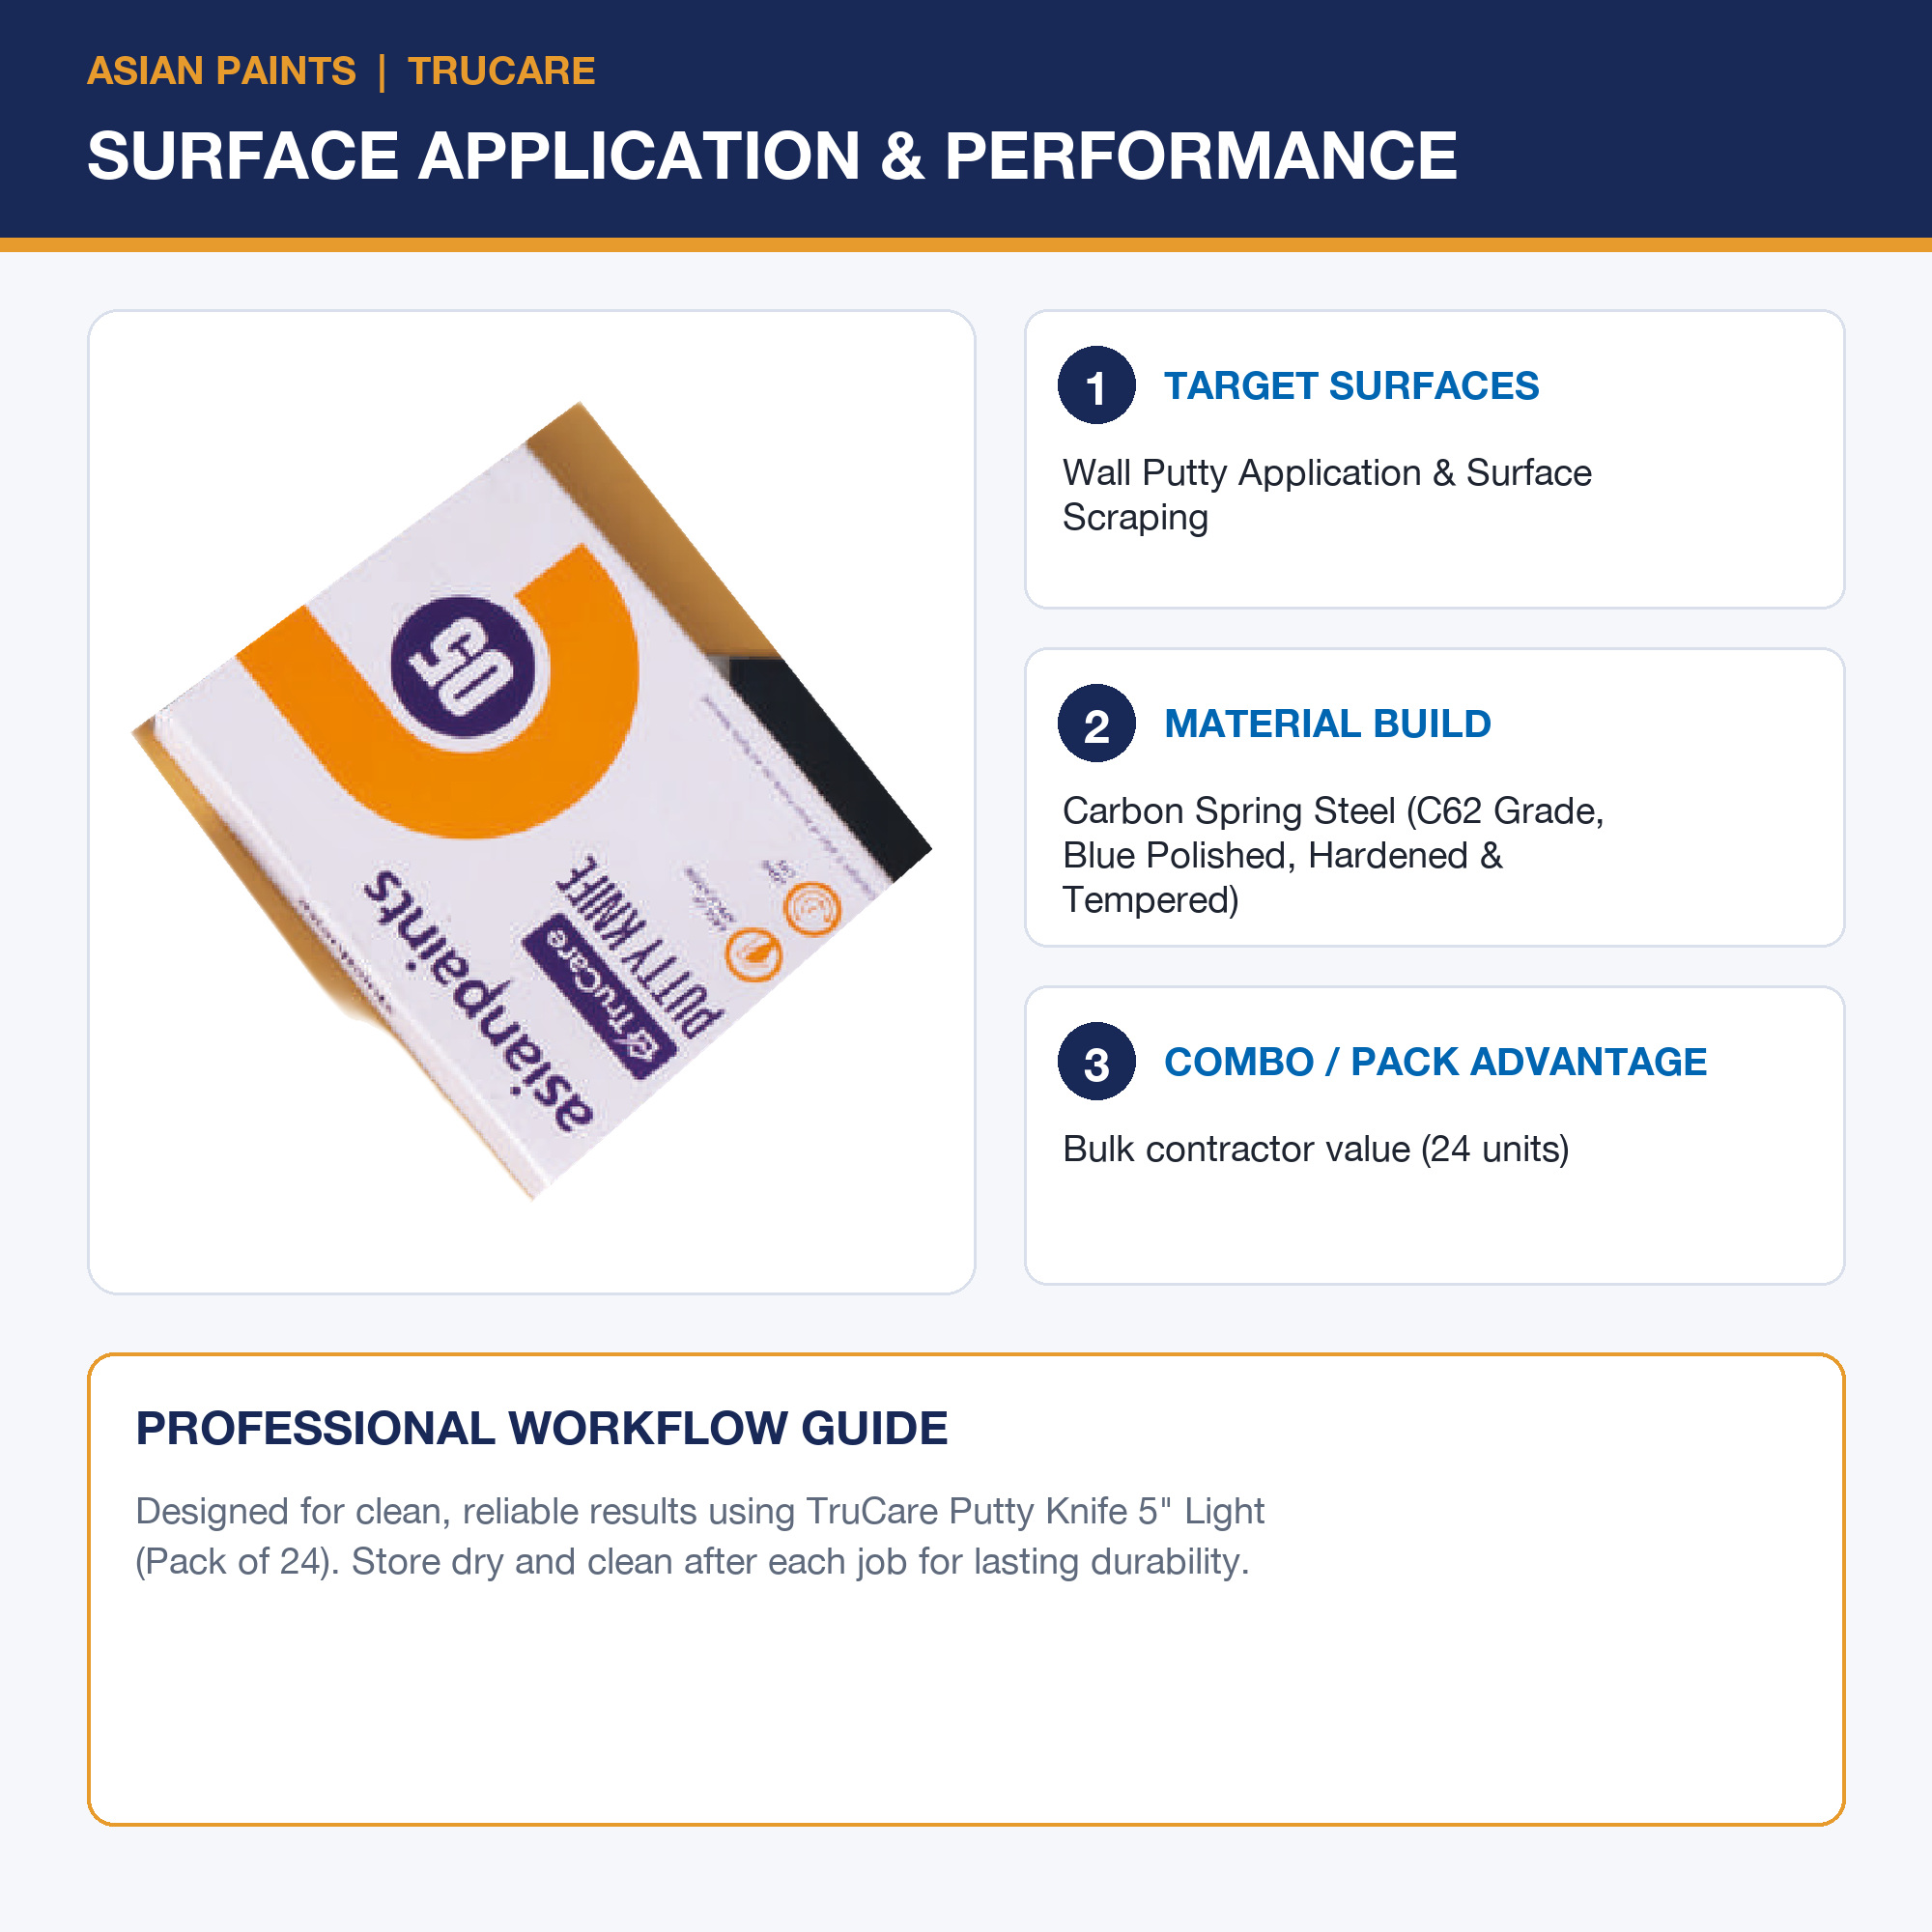 ASIAN PAINTS | TRUCARE
SURFACE APPLICATION & PERFORMANCE
05
asianpaints
TruCare
PUTTY KNIFE
1 TARGET SURFACES
Wall Putty Application & Surface
Scraping
2 MATERIAL BUILD
Carbon Spring Steel (C62 Grade,
Blue Polished, Hardened &
Tempered)
3 COMBO / PACK ADVANTAGE
Bulk contractor value (24 units)
PROFESSIONAL WORKFLOW GUIDE
Designed for clean, reliable results using TruCare Putty Knife 5" Light
(Pack of 24). Store dry and clean after each job for lasting durability.